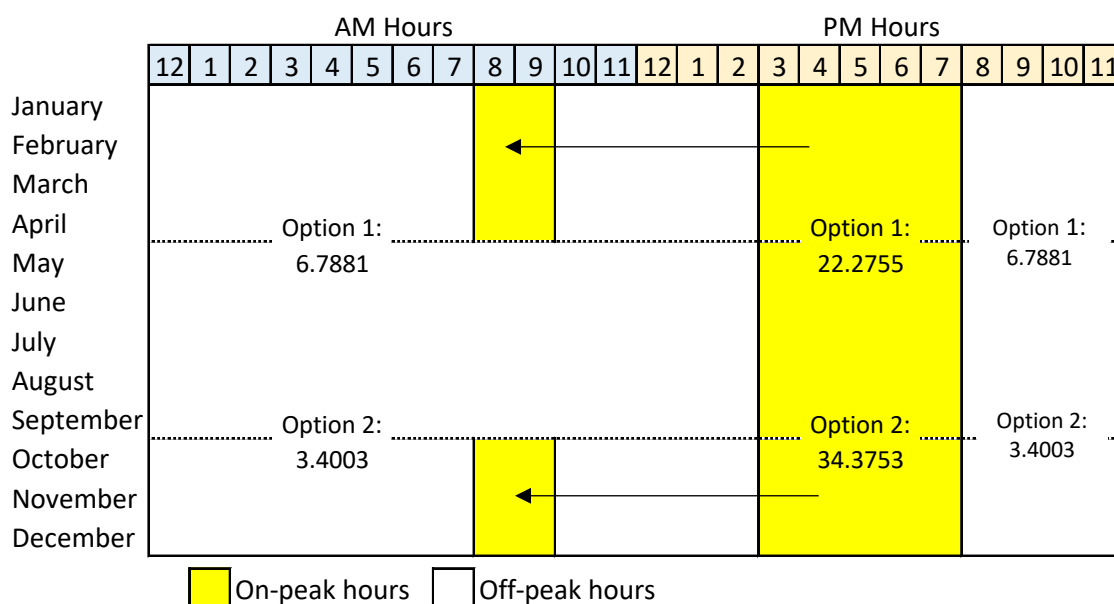 AM Hours PM Hours
12 1 2 3 4 5 6 7 8 9 10 11 12 1 2 3 4 5 6 7 8 9 10 11
January
February
March
April Option 1: Option 1: Option 1:
May 6.7881 22.2755 6.7881
June
July
August
September Option 2: Option 2: Option 2:
October 3.4003 34.3753 3.4003
November
December
On-peak hours Off-peak hours